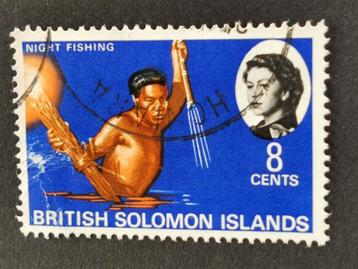 NIGHT FISHING
8
CENTS
BRITISH SOLOMON ISLANDS